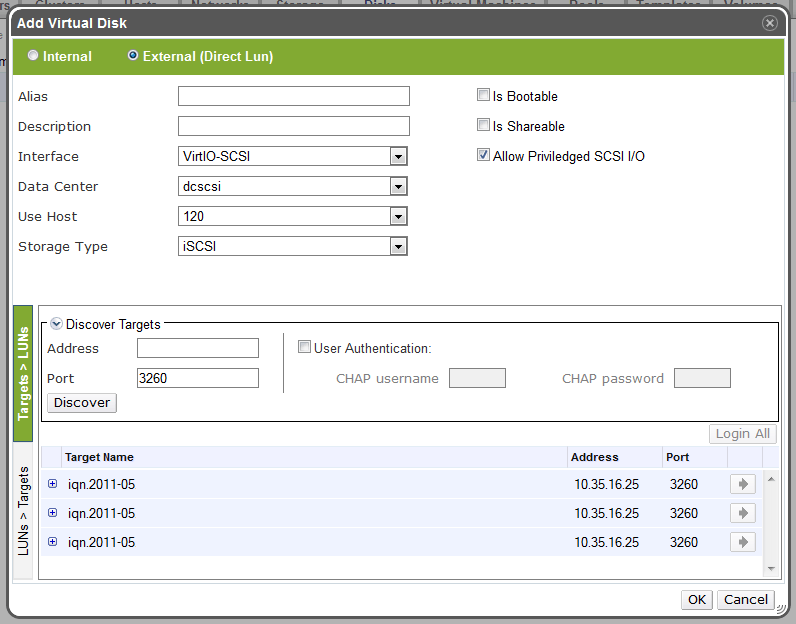 Add Virtual Disk
Internal External (Direct Lun)
Alias Is Bootable
Description Is Shareable
Interface VirtIO-SCSI Allow Priviledged SCSI I/O
Data Center dcscsi
Use Host 120
Storage Type iSCSI
Targets > LUNs
LUNs > Targets
Discover Targets
Address User Authentication:
Port 3260 CHAP username CHAP password
Discover
Login All
Target Name Address Port
iqn.2011-05 10.35.16.25 3260
iqn.2011-05 10.35.16.25 3260
iqn.2011-05 10.35.16.25 3260
OK Cancel